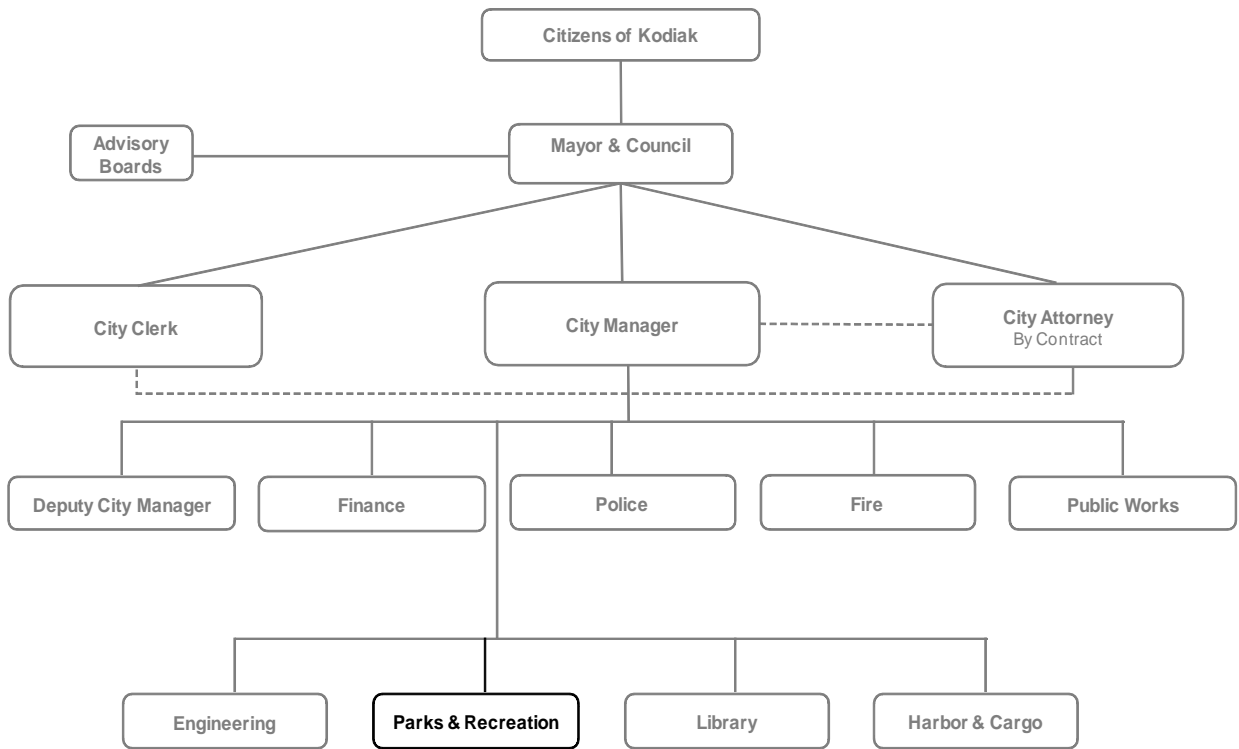 Citizens of Kodiak
Advisory
Boards
Mayor & Council
City Clerk
City Manager
City Attorney
By Contract
Deputy City Manager
Finance
Police
Fire
Public Works
Engineering
Parks & Recreation
Library
Harbor & Cargo